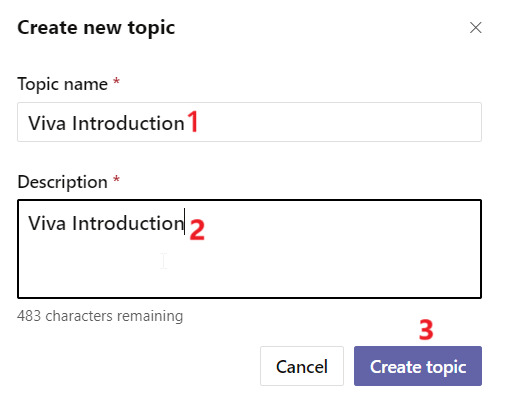 Create new topic
Topic name *
Viva Introduction 1
Description *
Viva Introduction 2
483 characters remaining
3
Cancel Create topic